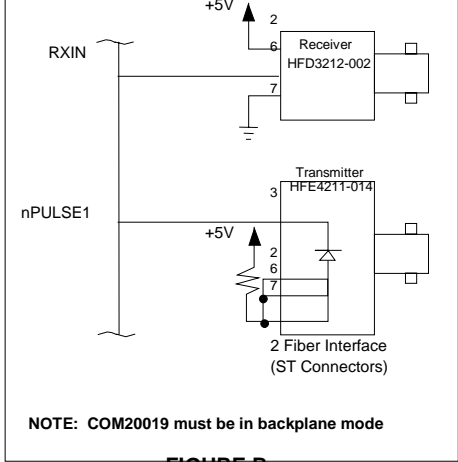 +5V
2
6
RXIN
Receiver
HFD3212-002
7
Transmitter
HFE4211-014
3
nPULSE1
+5V
2
6
7
2 Fiber Interface
(ST Connectors)
NOTE: COM20019 must be in backplane mode
FIGURE B